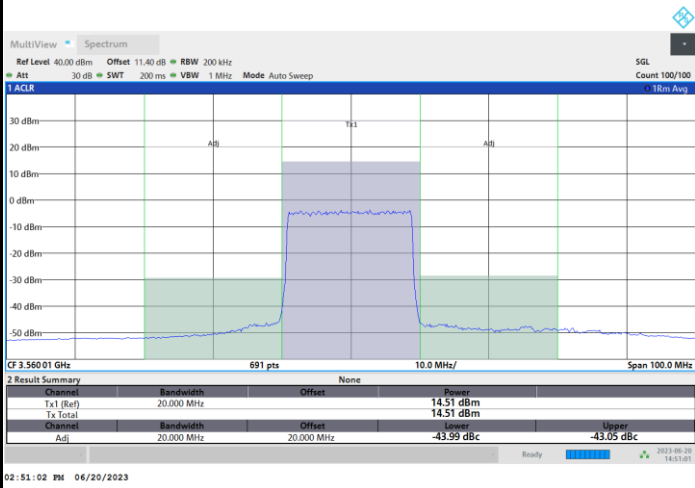 MultiView Spectrum
Ref Level 40.00 dBm Offset 11.40 dB RBW 200 kHz SGL
Att 30 dB SWT 200 ms VBW 1 MHz Mode Auto Sweep Count 100/100
1 ACLR 1Rm Avg
Tx1
30 dBm
Adj Adj
20 dBm
10 dBm
0 dBm
-10 dBm
-20 dBm
-30 dBm
-40 dBm
-50 dBm
CF 3.560 01 GHz 691 pts 10.0 MHz/ Span 100.0 MHz
2 Result Summary None
Channel Bandwidth Offset Power
Tx1 (Ref) 20.000 MHz 14.51 dBm
Tx Total 14.51 dBm
Channel Bandwidth Offset Lower Upper
Adj 20.000 MHz 20.000 MHz -43.99 dBc -43.05 dBc
Ready 2023-06-20
14:51:01
02:51:02 PM 06/20/2023